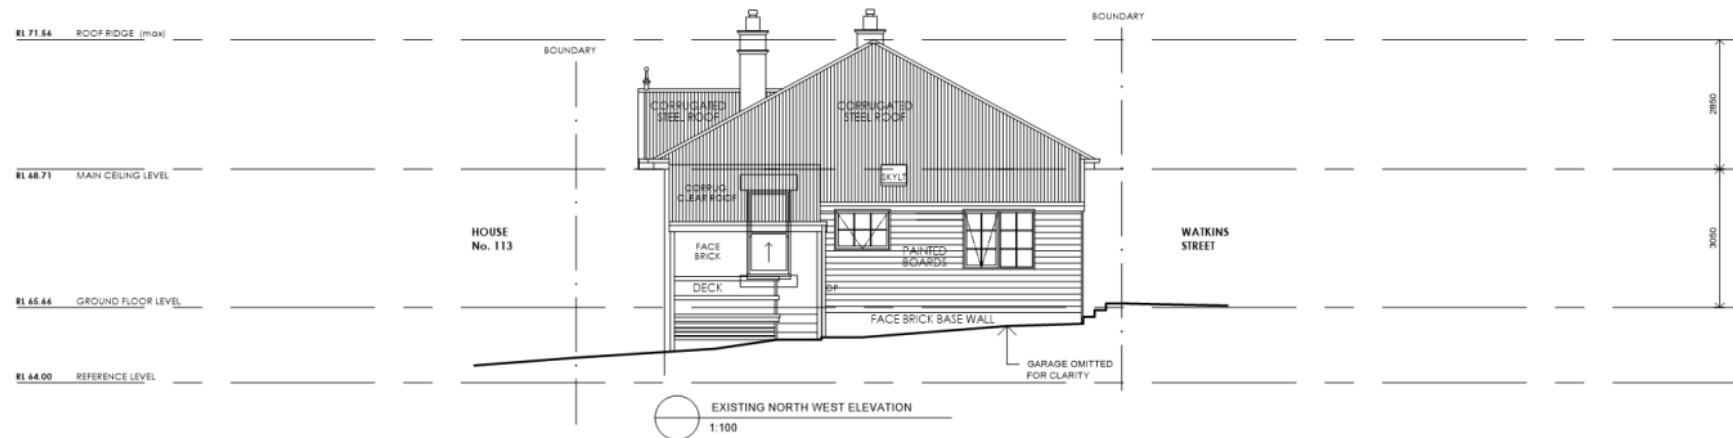 BOUNDARY
RL 71.56 ROOF RIDGE (max)
BOUNDARY
CORRUGATED
STEEL ROOF
CORRUGATED
STEEL ROOF
2850
RL 68.71 MAIN CEILING LEVEL
SKYLT
CORRUG.
CLEAR ROOF
HOUSE
No. 113
FACE
BRICK
PAINTED
BOARDS
WATKINS
STREET
3050
DECK
OP
RL 65.66 GROUND FLOOR LEVEL
FACE BRICK BASE WALL
GARAGE OMITTED
FOR CLARITY
RL 64.00 REFERENCE LEVEL
EXISTING NORTH WEST ELEVATION
1:100